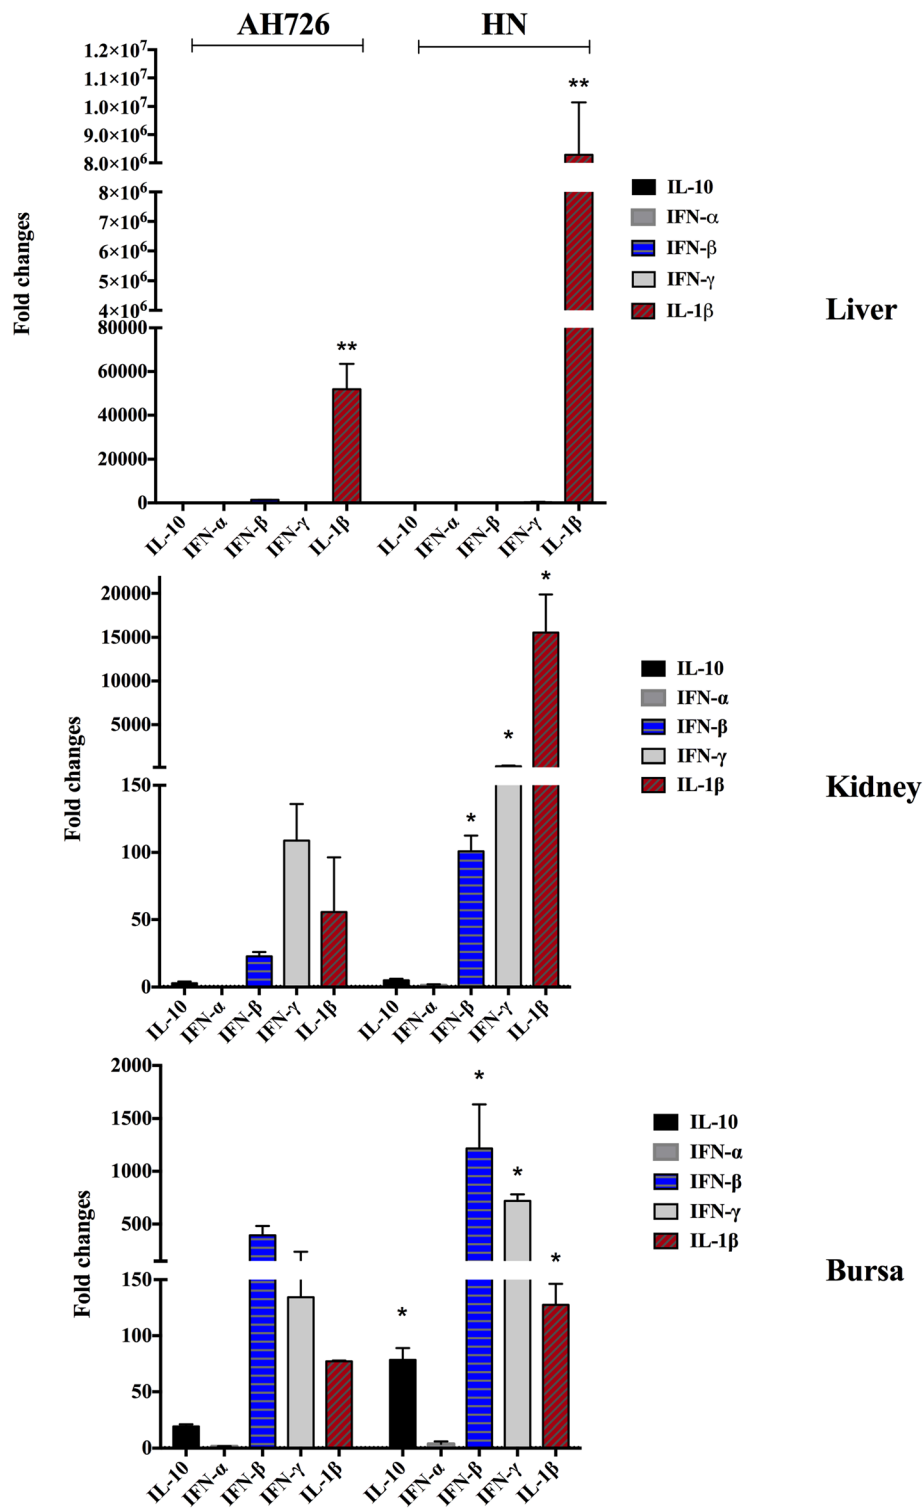 AH726 HN
1.2×10⁷
1.1×10⁷
1.0×10⁷
9.0×10⁶
8.0×10⁶
8×10⁶
7×10⁶
6×10⁶
5×10⁶
4×10⁶
80000
60000
40000
20000
0
Fold changes
**
**
IL-10 IFN-α IFN-β IFN-γ IL-1β IL-10 IFN-α IFN-β IFN-γ IL-1β
IL-10
IFN-α
IFN-β
IFN-γ
IL-1β
Liver
20000
15000
10000
5000
150
100
50
0
Fold changes
*
*
*
IL-10 IFN-α IFN-β IFN-γ IL-1β IL-10 IFN-α IFN-β IFN-γ IL-1β
IL-10
IFN-α
IFN-β
IFN-γ
IL-1β
Kidney
2000
1500
1000
500
150
100
50
0
Fold changes
*
*
*
*
IL-10 IFN-α IFN-β IFN-γ IL-1β IL-10 IFN-α IFN-β IFN-γ IL-1β
IL-10
IFN-α
IFN-β
IFN-γ
IL-1β
Bursa